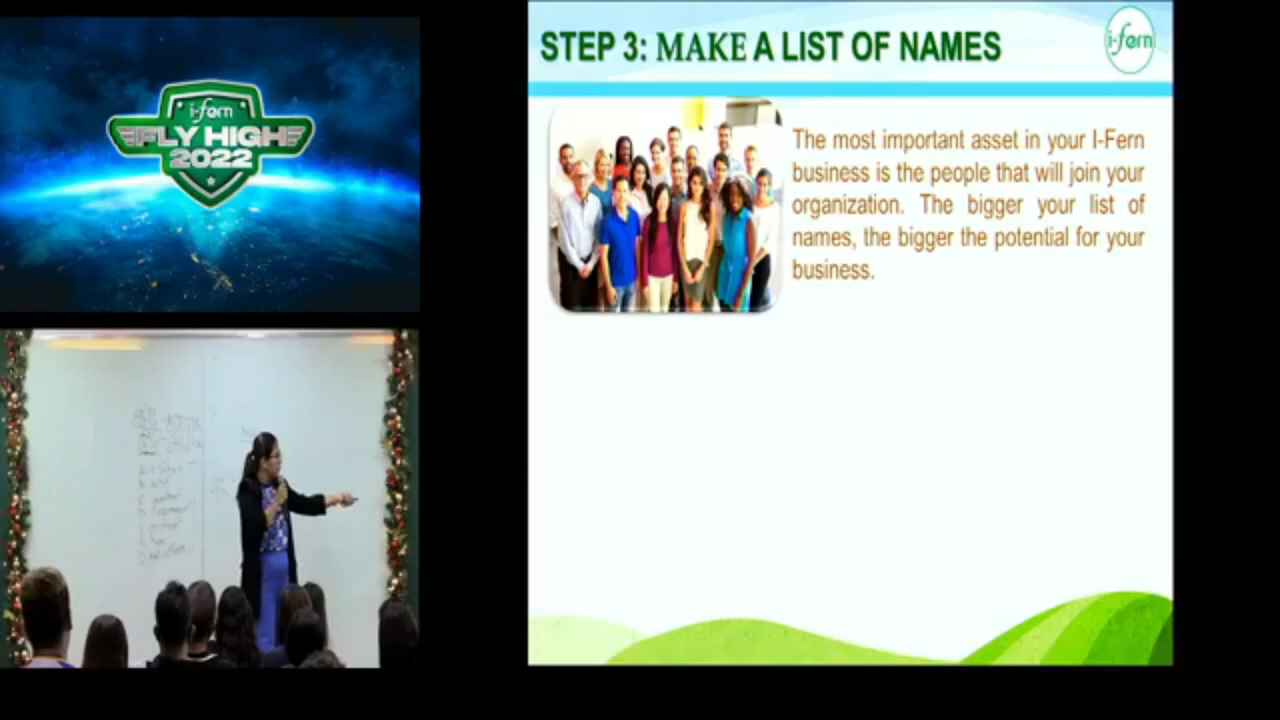 i-fern
FLY HIGH
2022
STEP 3: MAKE A LIST OF NAMES
i-fern
The most important asset in your I-Fern
business is the people that will join your
organization. The bigger your list of
names, the bigger the potential for your
business.